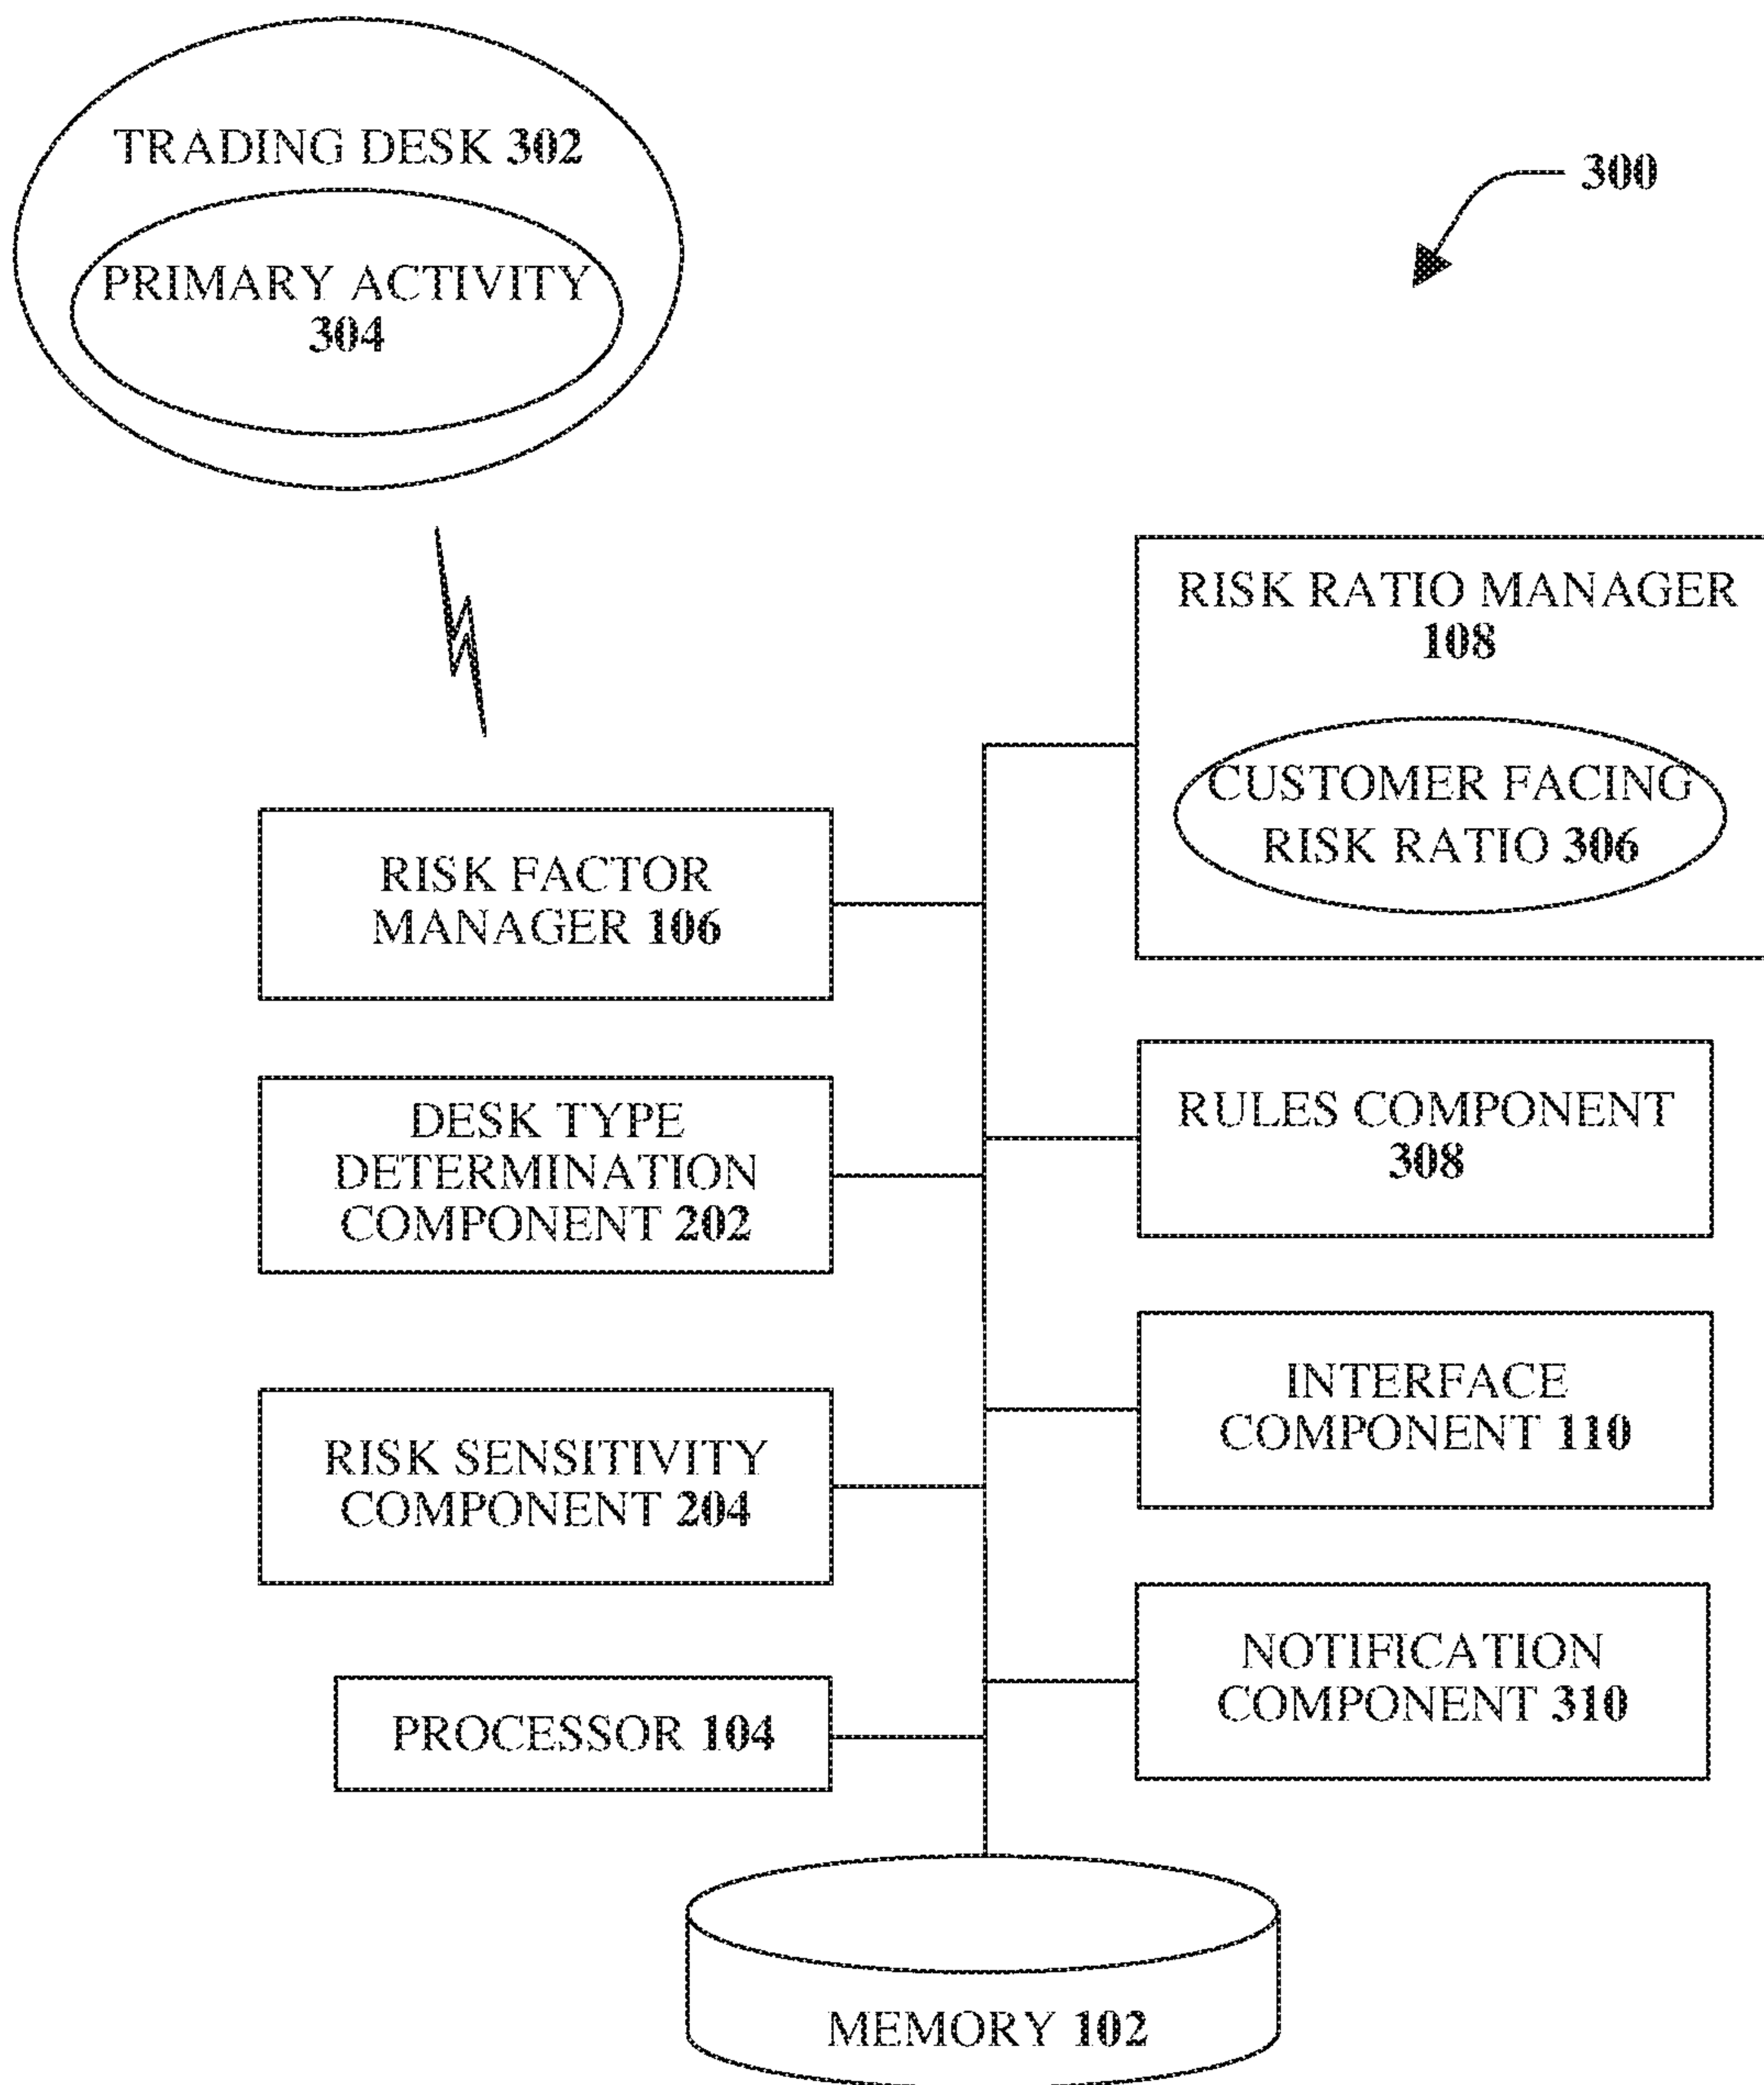 TRADING DESK 302
PRIMARY ACTIVITY
304
300
RISK RATIO MANAGER
108
CUSTOMER FACING
RISK RATIO 306
RISK FACTOR
MANAGER 106
DESK TYPE
DETERMINATION
COMPONENT 202
RULES COMPONENT
308
INTERFACE
COMPONENT 110
RISK SENSITIVITY
COMPONENT 204
NOTIFICATION
COMPONENT 310
PROCESSOR 104
MEMORY 102